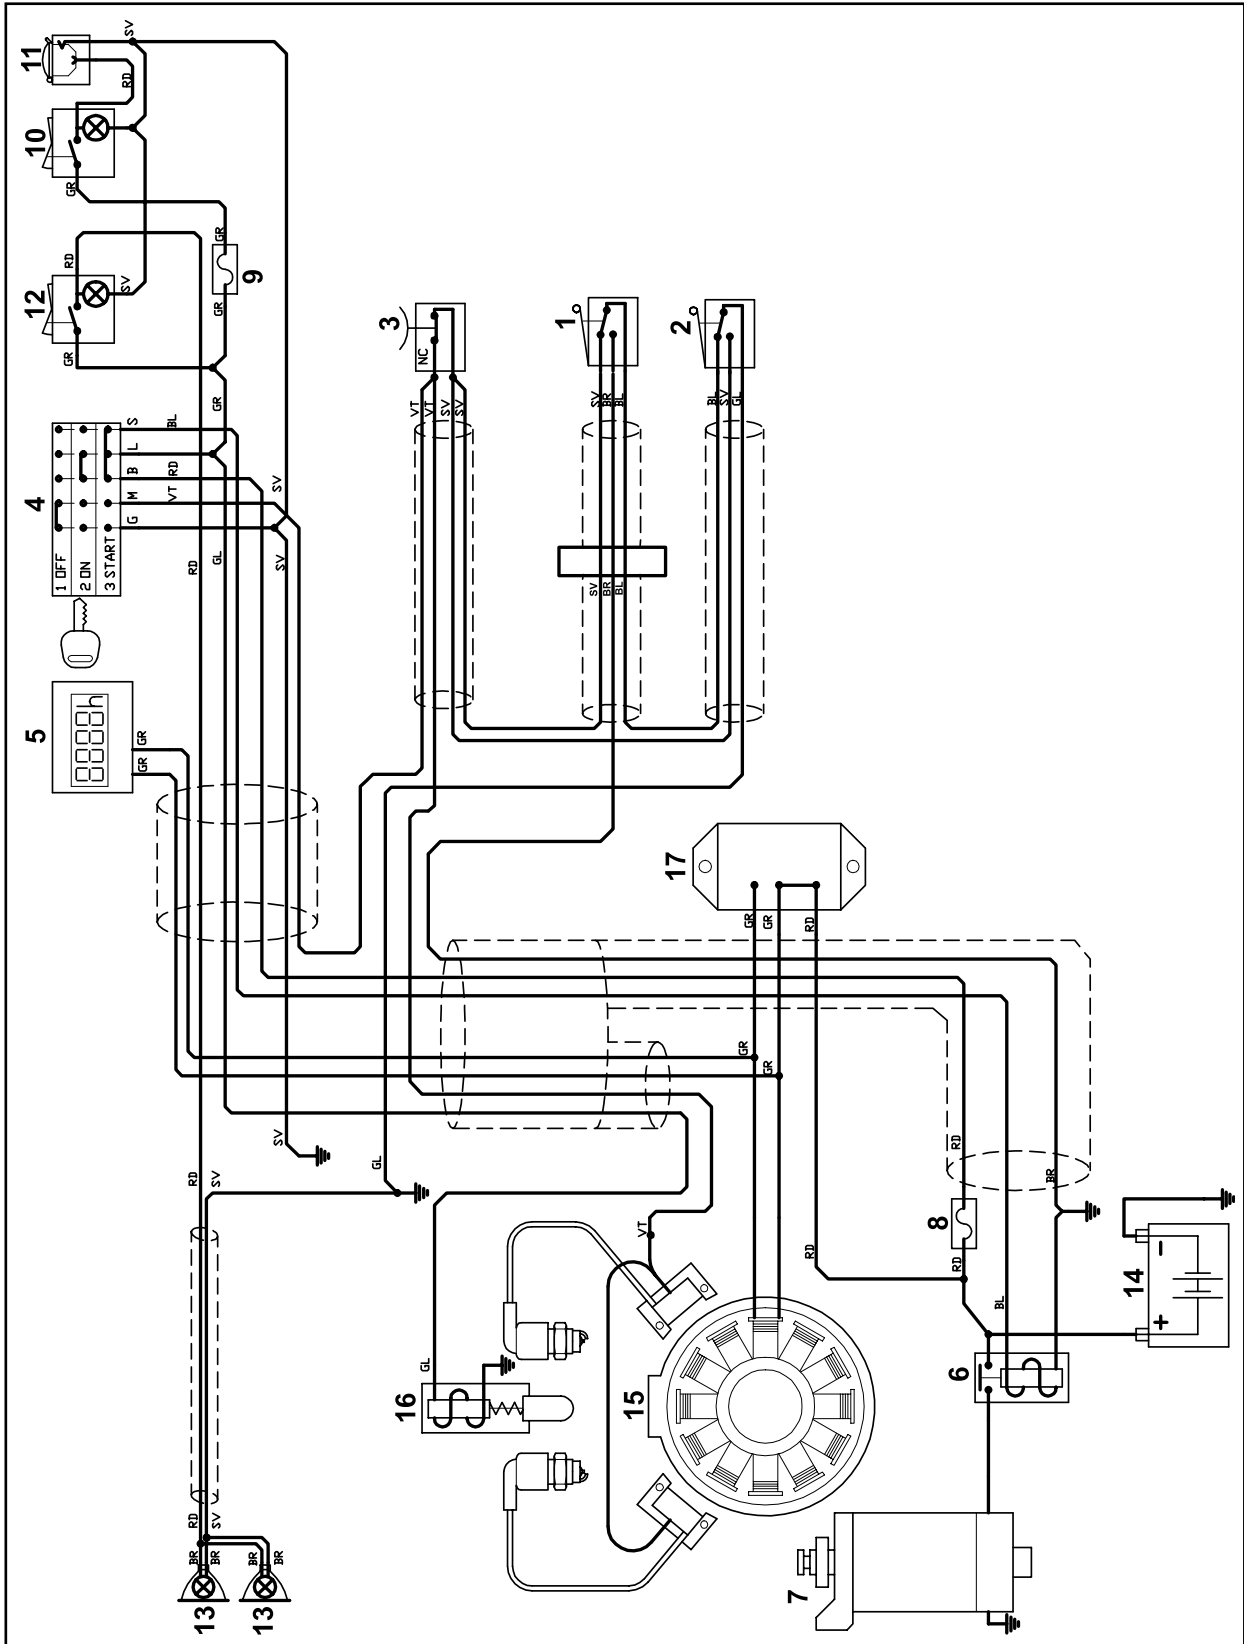 11
SV
RD
10
GR
12
RD
SV
GR
GR
9
GR
GR
4
1 OFF
2 ON
3 START
S
L
B
M
G
BL
RD
VT
SV
SV
RD
GL
5
00000h
GR
GR
3
NC
VT
VT
SV
SV
1
SV
BR
BL
SV
BR
BL
2
BL
SV
GL
17
GR
GR
RD
GR
GR
SV
RD
SV
GL
RD
BR
8
RD
RD
BL
VT
GL
16
15
14
+
–
6
7
RD
SV
BR
BR
BR
BR
13
13